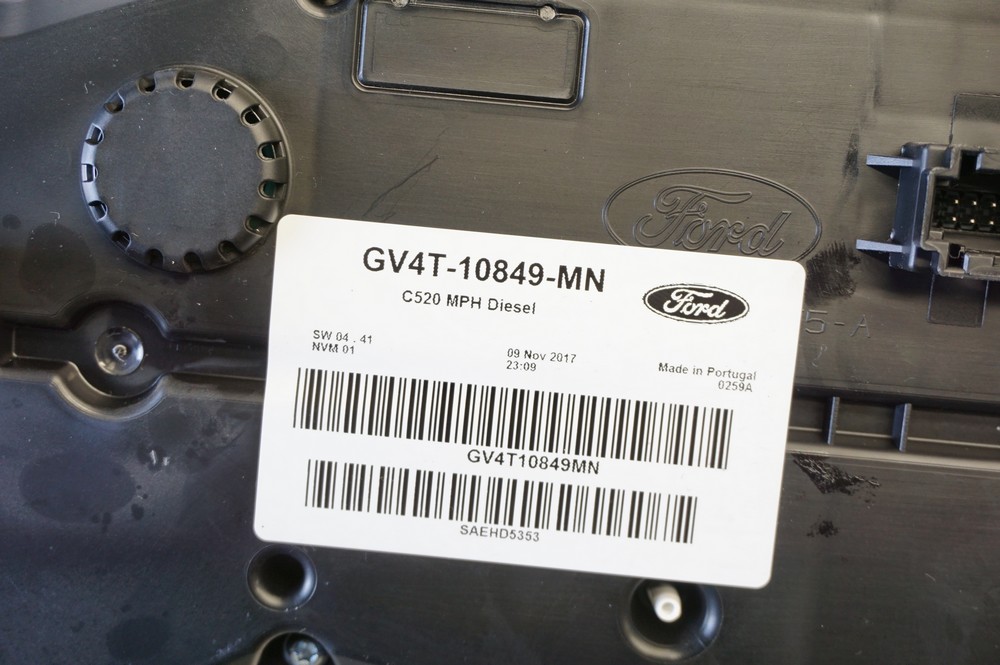 Ford
GV4T-10849-MN
C520 MPH Diesel
Ford
SW 04 . 41
NVM 01
09 Nov 2017
23:09
Made in Portugal
0259A
5-A
GV4T10849MN
SAEHD5353